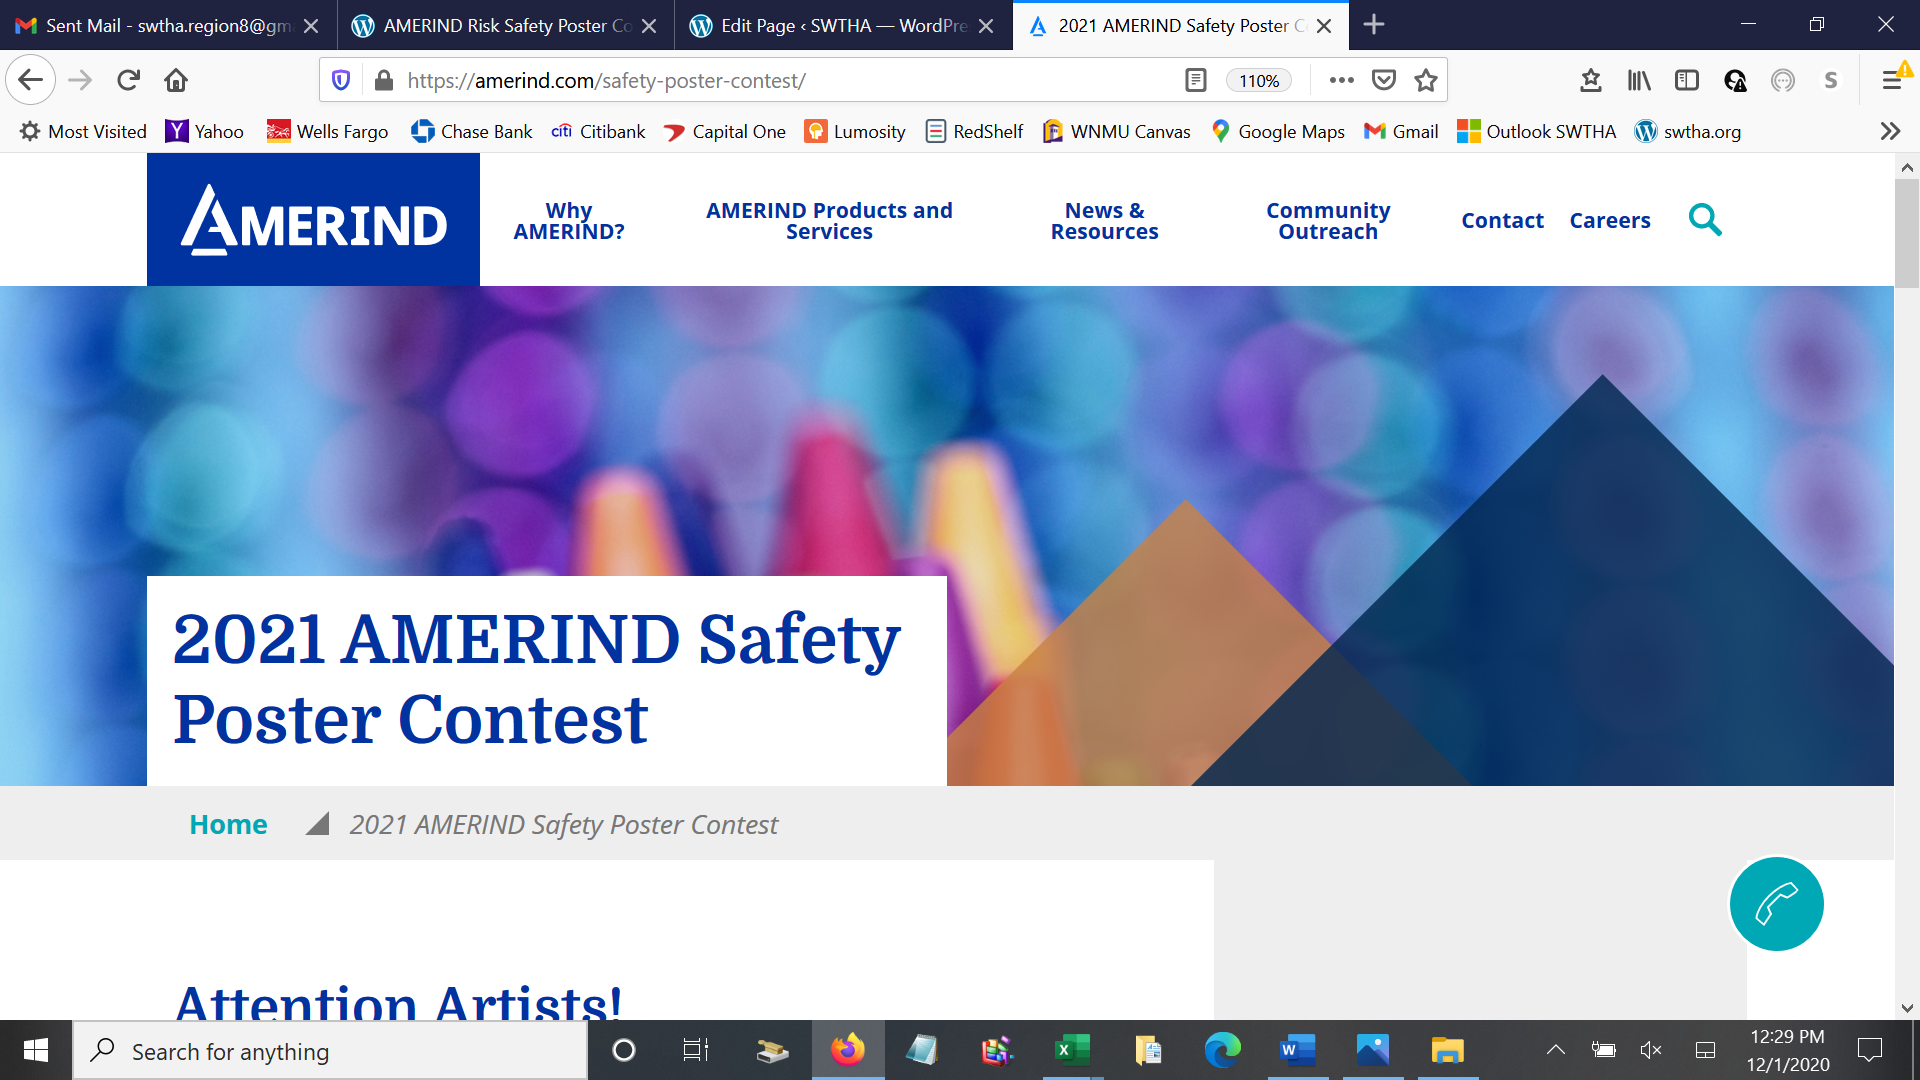 Sent Mail - swtha.region8@gm
AMERIND Risk Safety Poster Co
Edit Page ‹ SWTHA — WordPre
2021 AMERIND Safety Poster C
https://amerind.com/safety-poster-contest/
110%
S
Most Visited
Yahoo
Wells Fargo
Chase Bank
citi Citibank
Capital One
Lumosity
RedShelf
WNMU Canvas
Google Maps
Gmail
Outlook SWTHA
swtha.org
AMERIND
Why
AMERIND?
AMERIND Products and
Services
News &
Resources
Community
Outreach
Contact
Careers
2021 AMERIND Safety
Poster Contest
Home
2021 AMERIND Safety Poster Contest
Attention Artists!
Search for anything
12:29 PM
12/1/2020